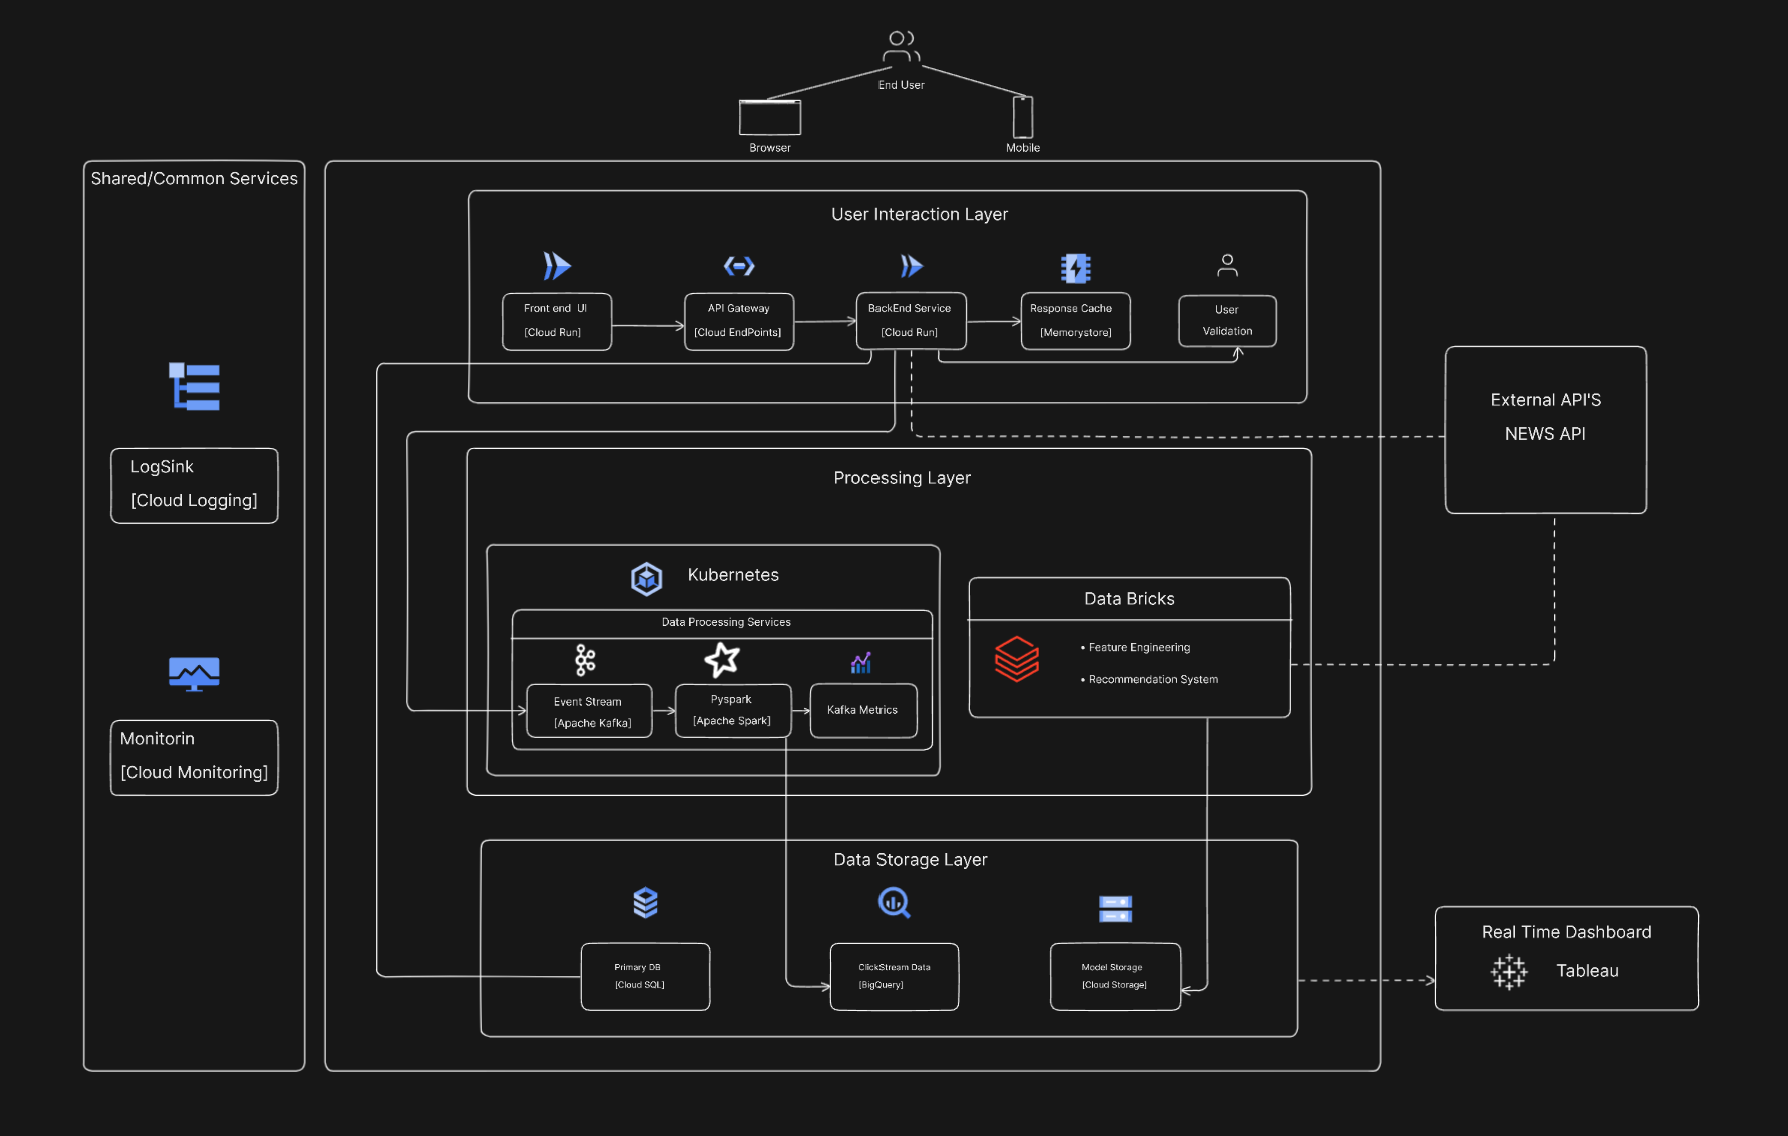 End User
Browser
Mobile
Shared/Common Services
LogSink
[Cloud Logging]
Monitorin
[Cloud Monitoring]
User Interaction Layer
Front end UI
[Cloud Run]
API Gateway
[Cloud EndPoints]
BackEnd Service
[Cloud Run]
Response Cache
[Memorystore]
User
Validation
External API'S
NEWS API
Processing Layer
Kubernetes
Data Processing Services
Event Stream
[Apache Kafka]
Pyspark
[Apache Spark]
Kafka Metrics
Data Bricks
• Feature Engineering
• Recommendation System
Data Storage Layer
Primary DB
[Cloud SQL]
ClickStream Data
[BigQuery]
Model Storage
[Cloud Storage]
Real Time Dashboard
Tableau